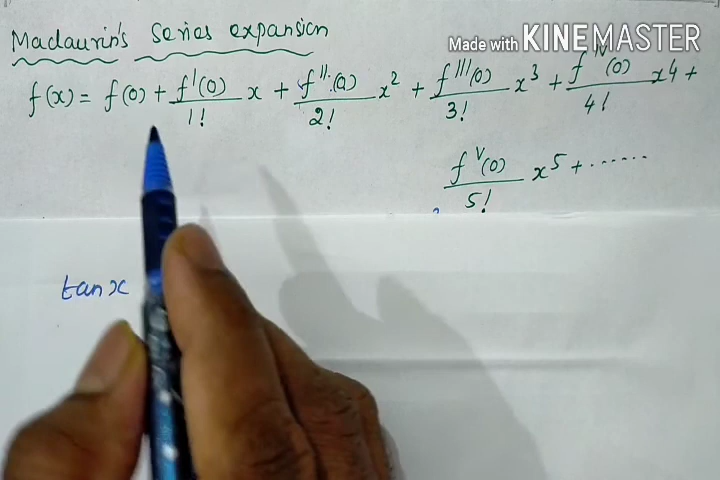 Made with KINEMASTER
Maclaurin's Series expansion
f(x) = f(0) + f'(0)/1! x + f''(0)/2! x² + f'''(0)/3! x³ + f^IV(0)/4! x4 +
f^V(0)/5! x5 + ......
tan x